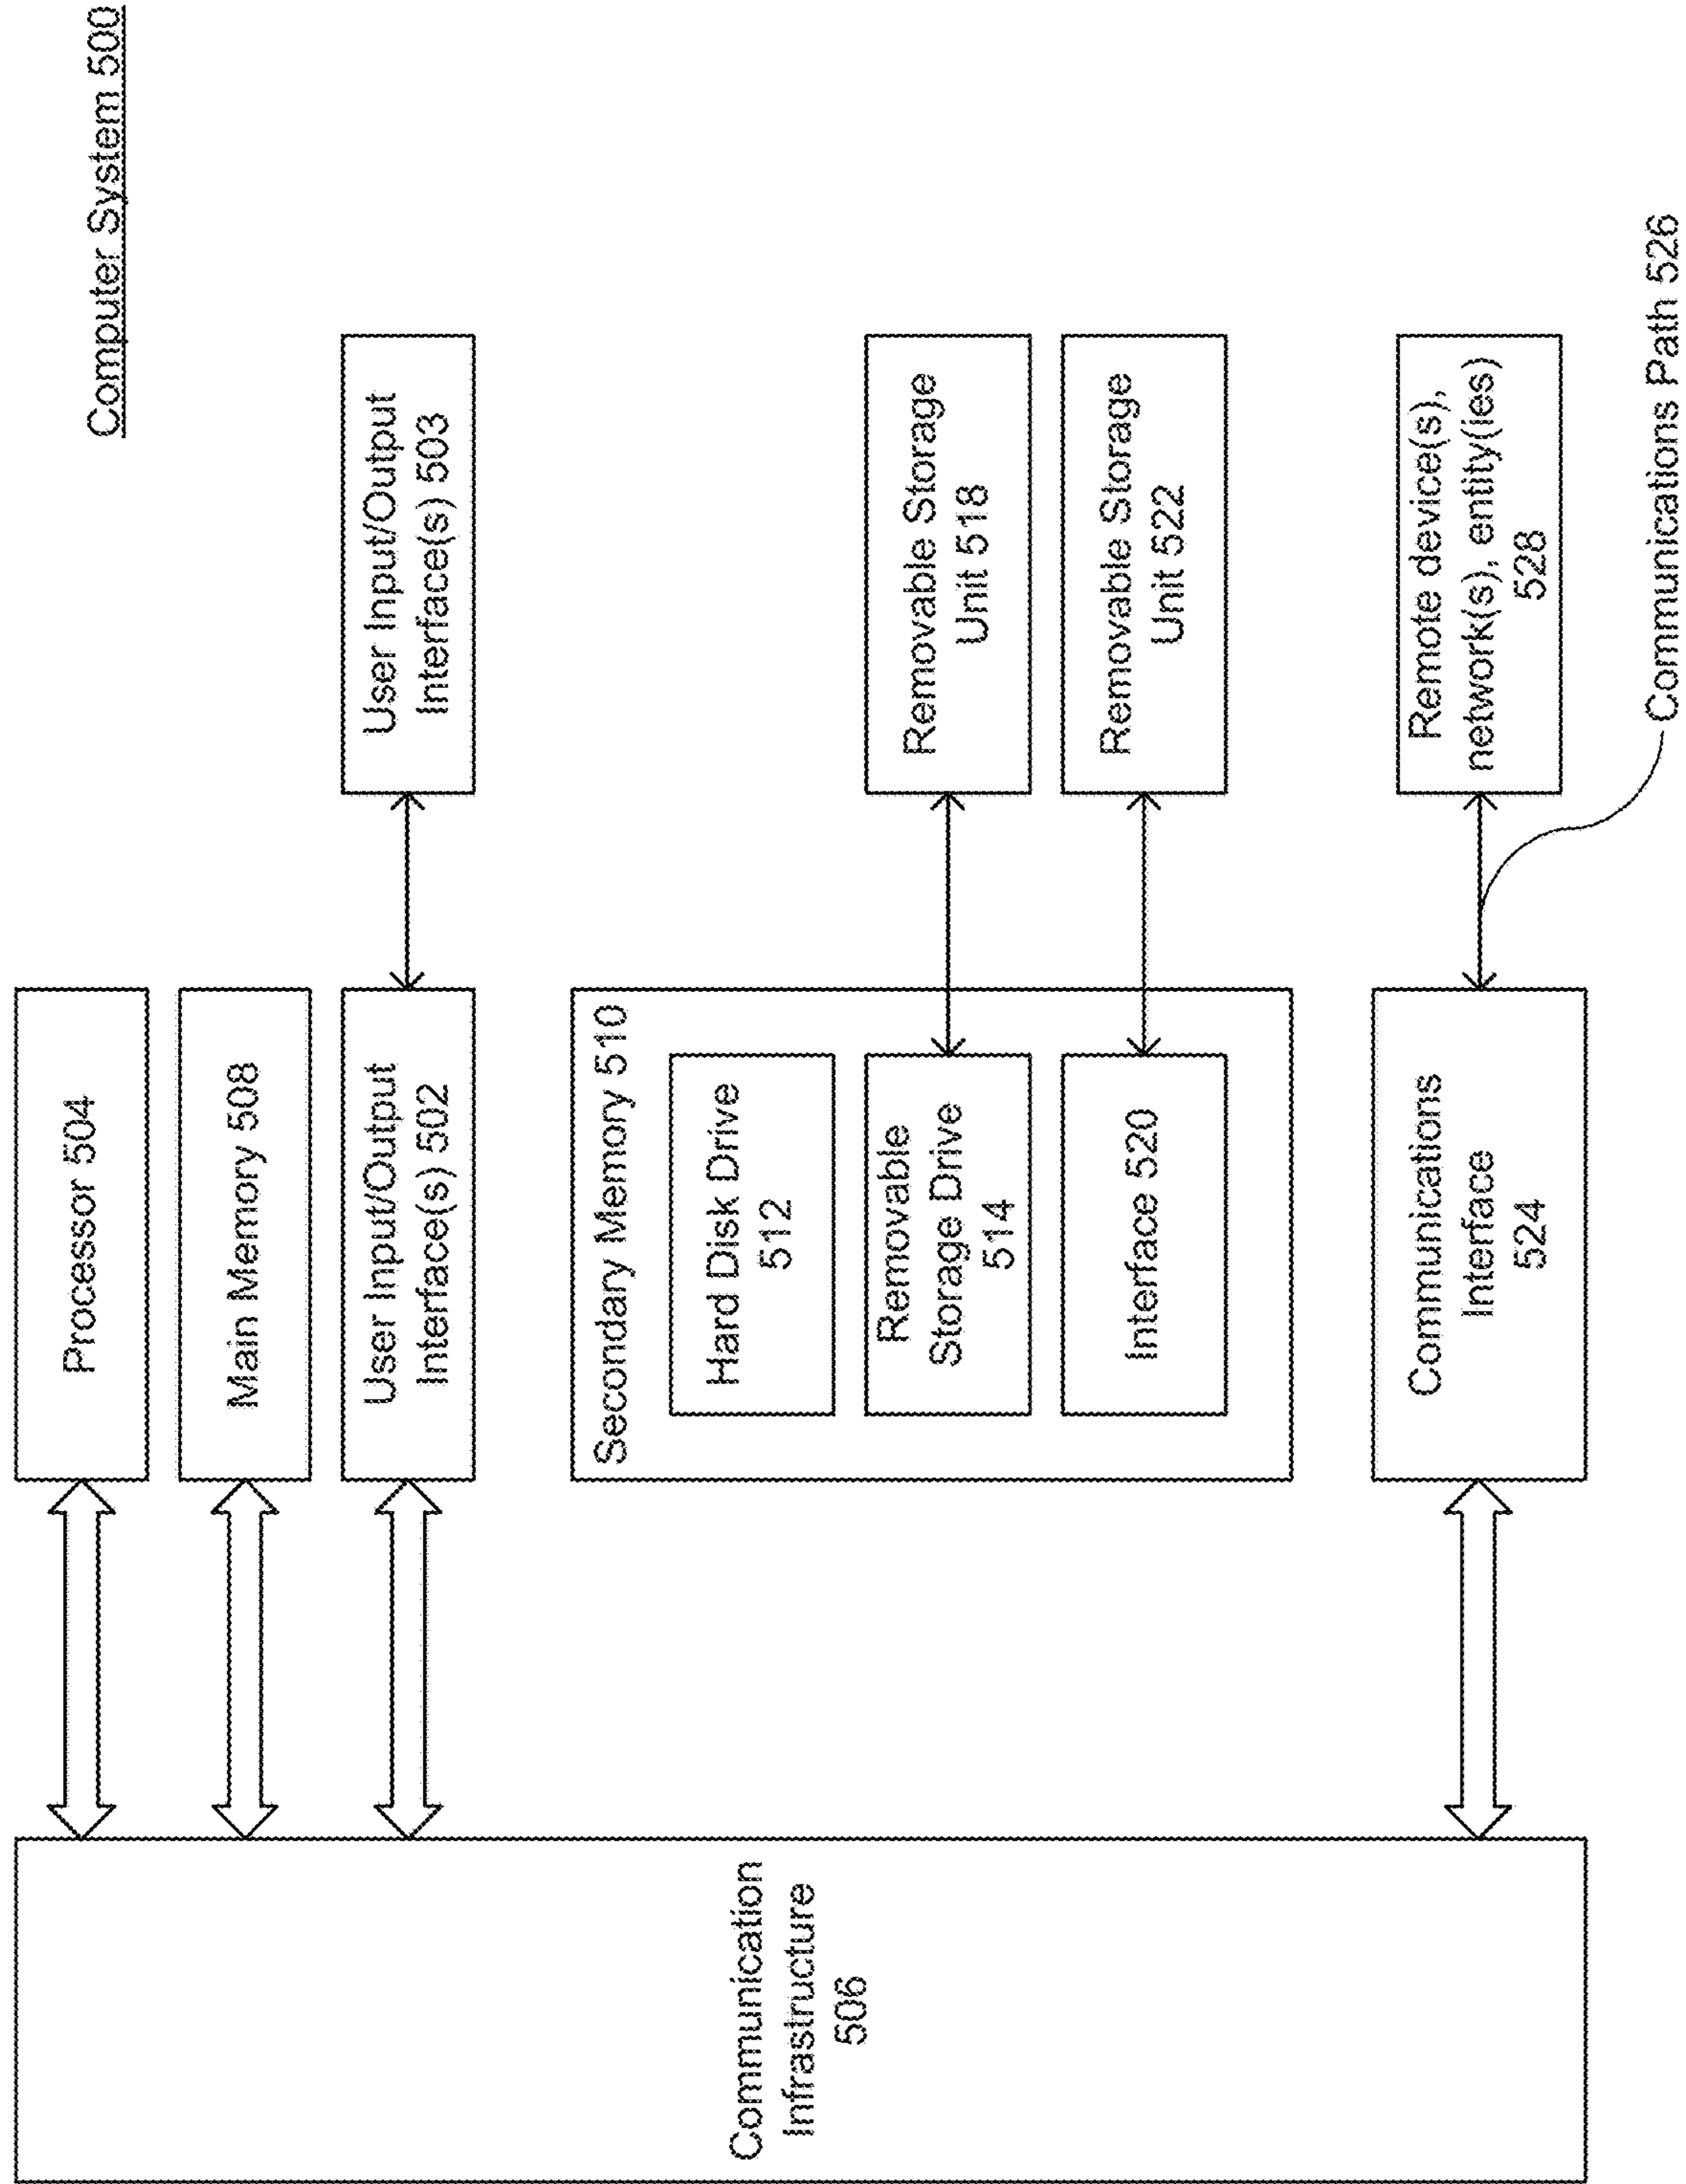 Computer System 500
Processor 504
Main Memory 508
User Input/Output
Interface(s) 502
User Input/Output
Interface(s) 503
Secondary Memory 510
Hard Disk Drive
512
Removable
Storage Drive
514
Removable Storage
Unit 518
Interface 520
Removable Storage
Unit 522
Communications
Interface
524
Remote device(s),
network(s), entity(ies)
528
Communications Path 526
Communication
Infrastructure
506